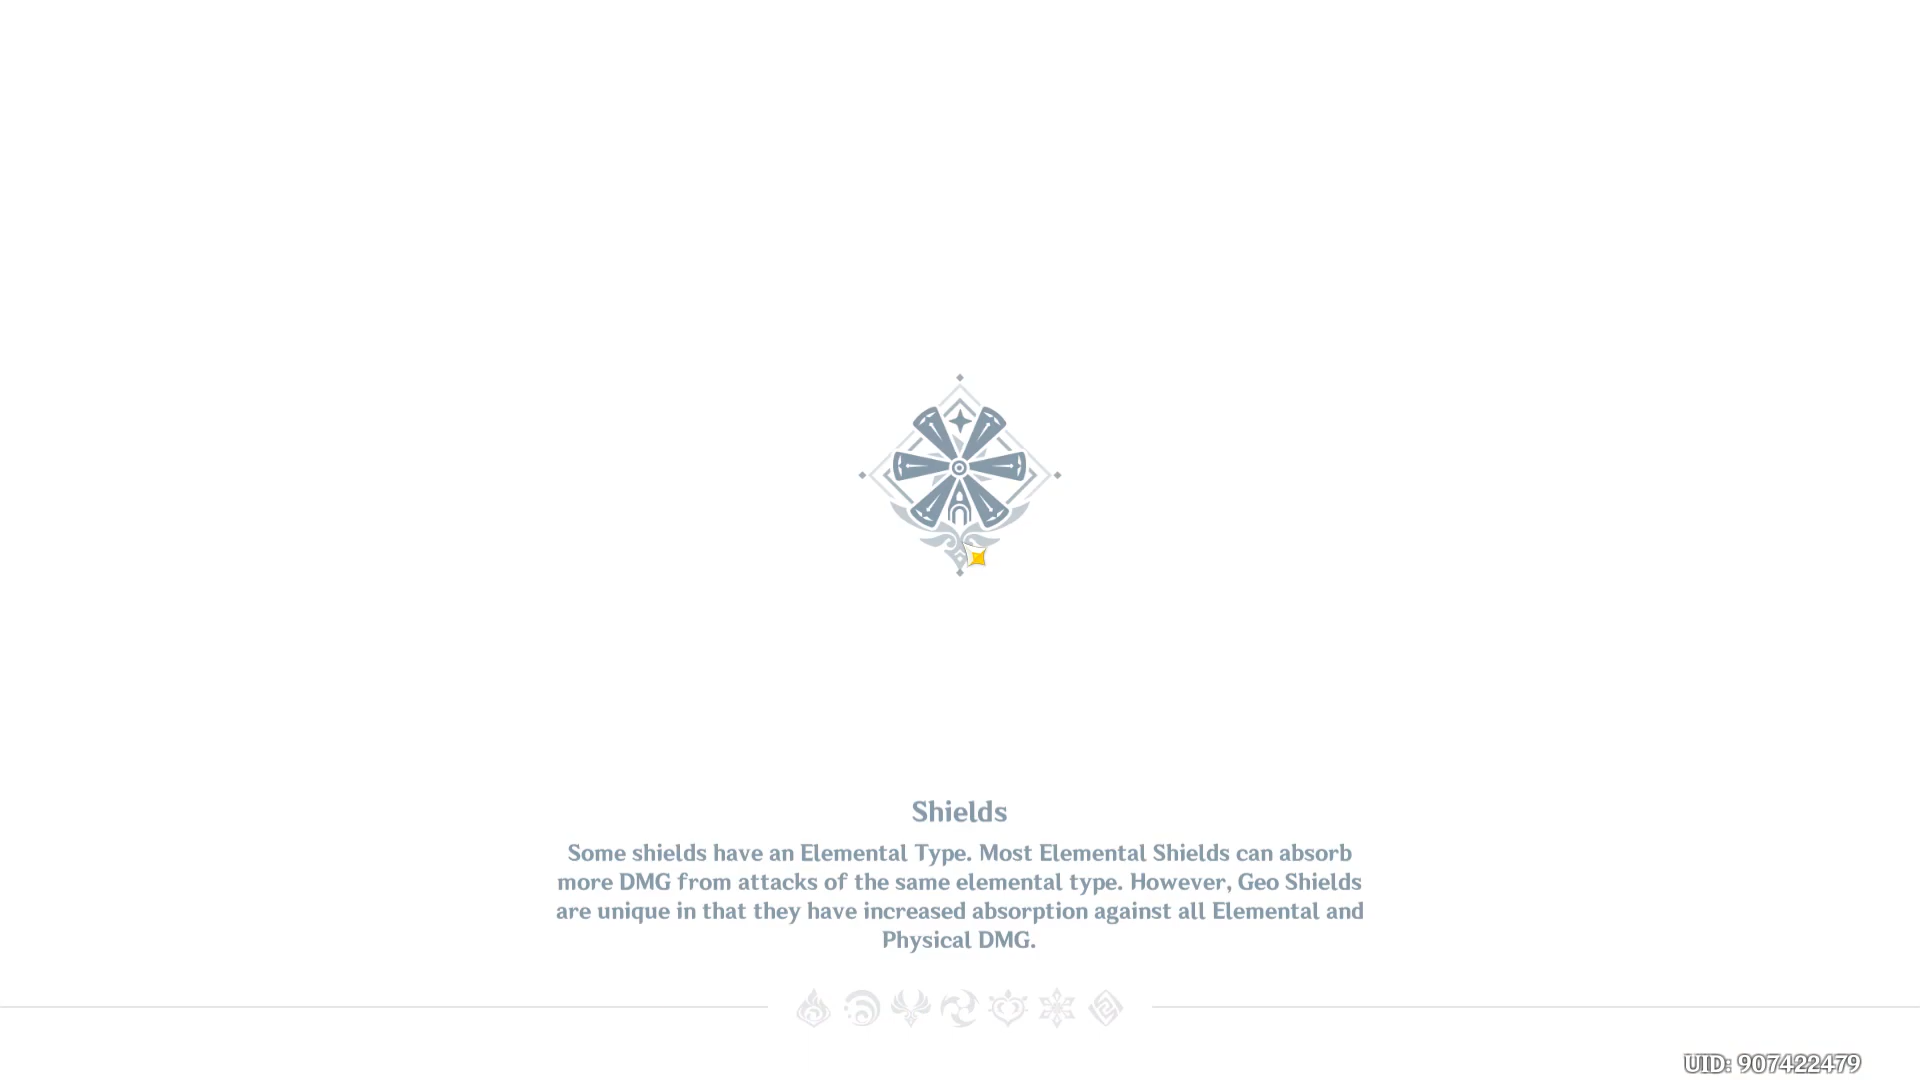 Shields
Some shields have an Elemental Type. Most Elemental Shields can absorb
more DMG from attacks of the same elemental type. However, Geo Shields
are unique in that they have increased absorption against all Elemental and
Physical DMG.
UID: 907422479